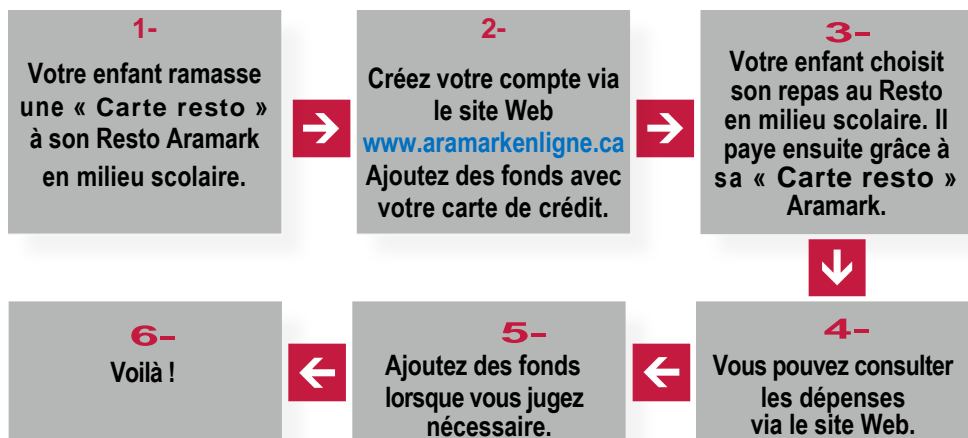 1-
Votre enfant ramasse
une « Carte resto »
à son Resto Aramark
en milieu scolaire.
2-
Créez votre compte via
le site Web
www.aramarkenligne.ca
Ajoutez des fonds avec
votre carte de crédit.
3-
Votre enfant choisit
son repas au Resto
en milieu scolaire. Il
paye ensuite grâce à
sa « Carte resto »
Aramark.
4-
Vous pouvez consulter
les dépenses
via le site Web.
5-
Ajoutez des fonds
lorsque vous jugez
nécessaire.
6-
Voilà !